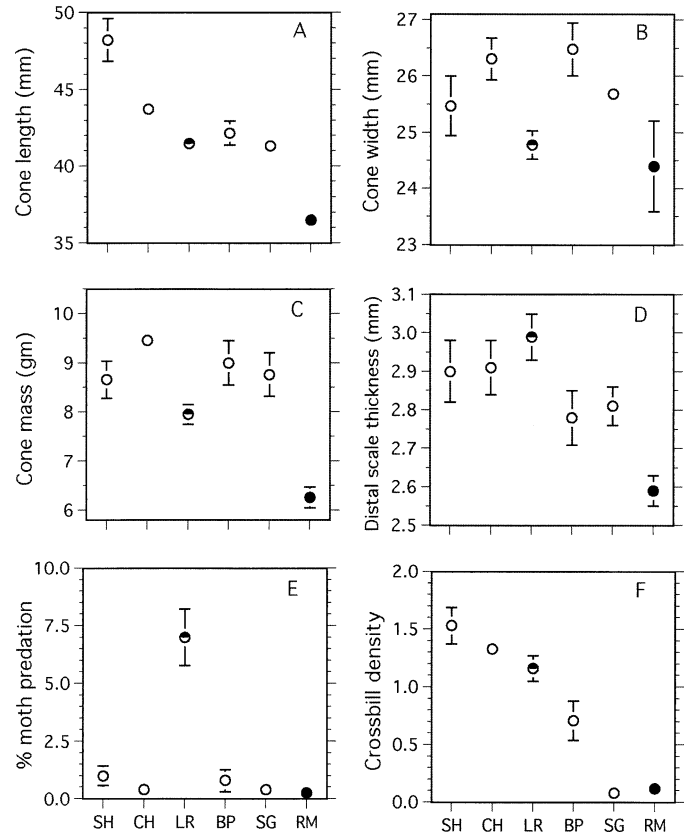 A
Cone length (mm)
50
45
40
35
B
Cone width (mm)
27
26
25
24
23
C
Cone mass (gm)
10
9
8
7
6
D
Distal scale thickness (mm)
3.1
3.0
2.9
2.8
2.7
2.6
2.5
E
% moth predation
10.0
7.5
5.0
2.5
0.0
SH CH LR BP SG RM
F
Crossbill density
2.0
1.5
1.0
0.5
0.0
SH CH LR BP SG RM